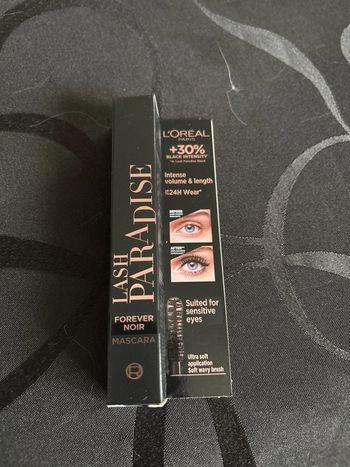 LASH
PARADISE
FOREVER
NOIR
MASCARA
L'ORÉAL
PARIS
+30%
BLACK INTENSITY*
Intense
volume & length
24H Wear*
BEFORE
AFTER**
Suited for
sensitive
eyes
Ultra soft
application
Soft wavy brush